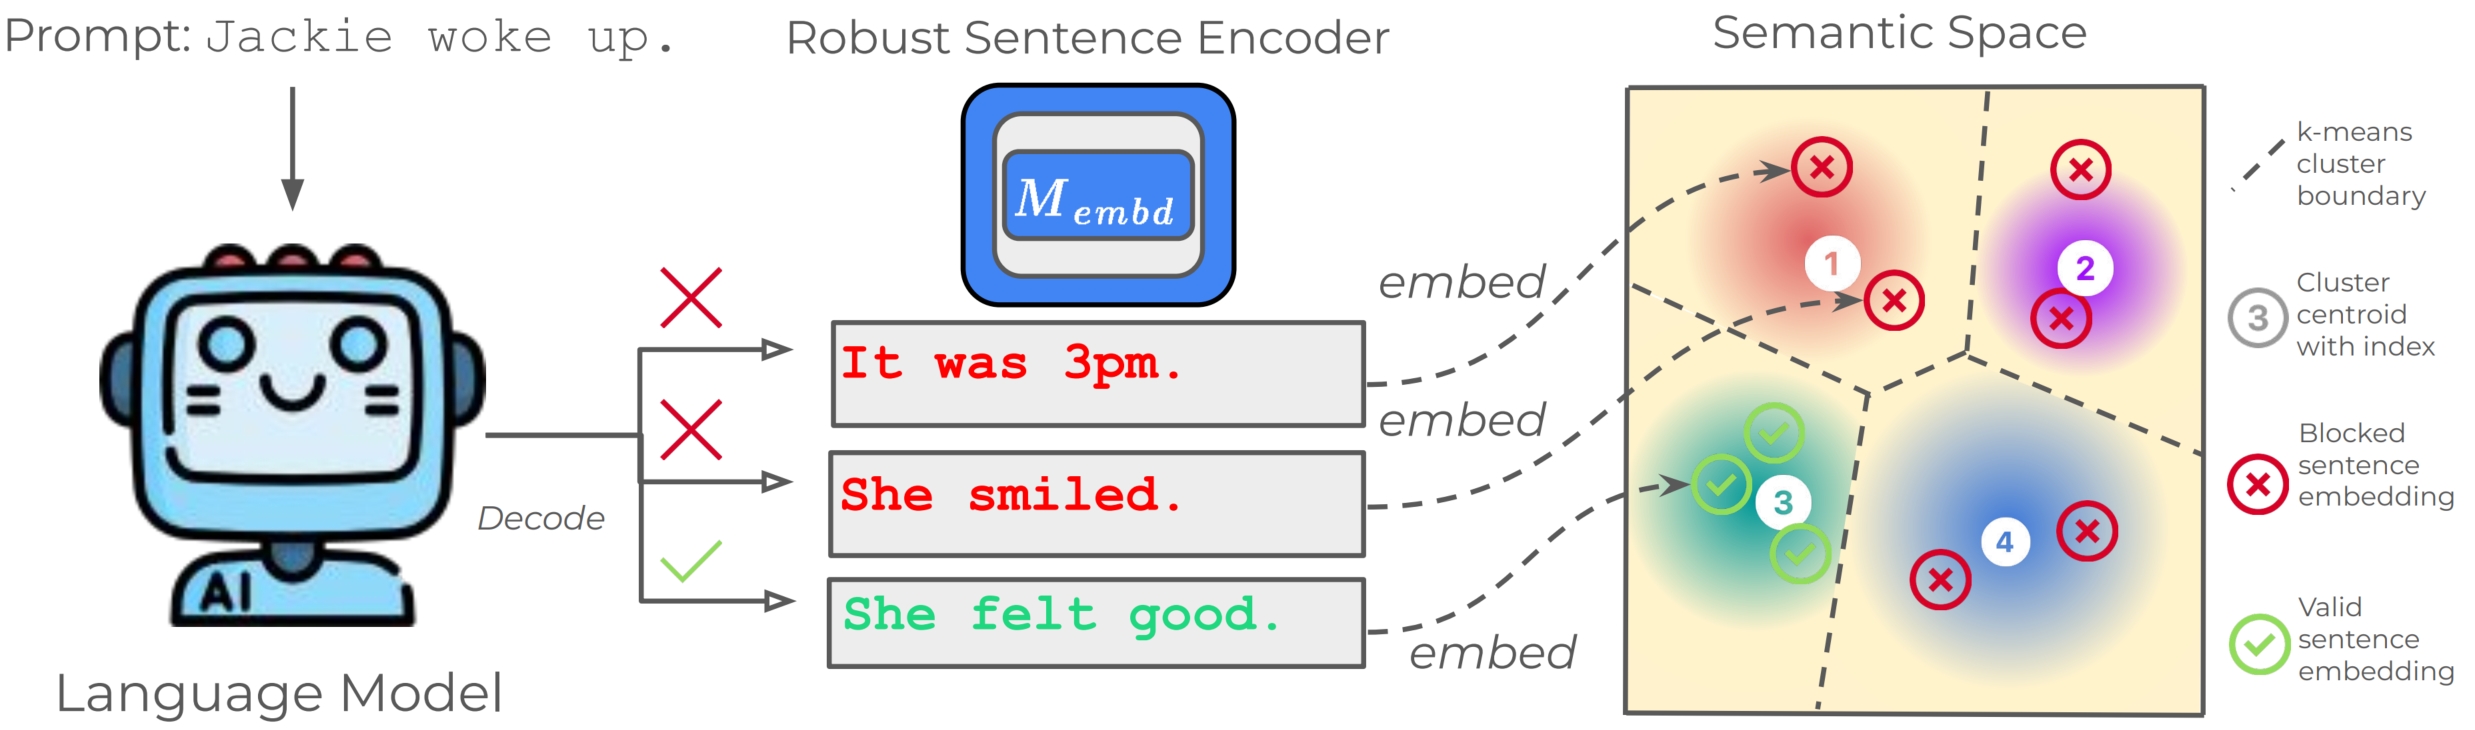 Prompt: Jackie woke up.
Robust Sentence Encoder
Semantic Space
M embd
It was 3pm.
She smiled.
She felt good.
Decode
AI
Language Model
embed
embed
embed
1
2
3
4
k-means
cluster
boundary
3
Cluster
centroid
with index
Blocked
sentence
embedding
Valid
sentence
embedding